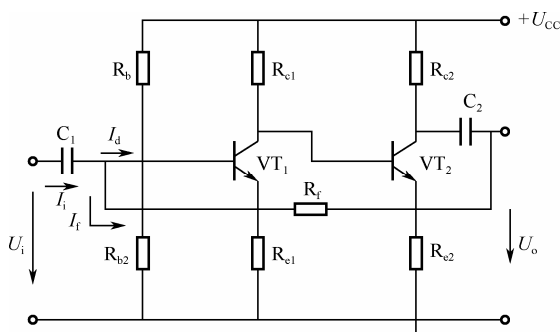 +U_CC
R_b
R_c1
R_c2
C_2
C_1
I_d
VT_1
VT_2
I_i
R_f
I_f
U_i
R_b2
R_e1
R_e2
U_o